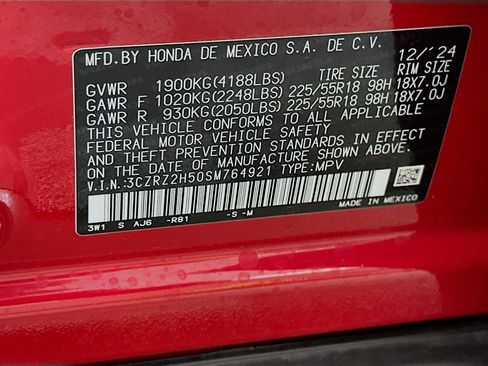 MFD.BY HONDA DE MEXICO S.A. DE C.V. 12/'24
GVWR 1900KG(4188LBS) TIRE SIZE RIM SIZE
GAWR F 1020KG(2248LBS) 225/55R18 98H 18X7.0J
GAWR R 930KG(2050LBS) 225/55R18 98H 18X7.0J
THIS VEHICLE CONFORMS TO ALL APPLICABLE
FEDERAL MOTOR VEHICLE SAFETY
THEFT PREVENTION STANDARDS IN EFFECT ON THE
DATE OF MANUFACTURE SHOWN ABOVE.
V.I.N.:3CZRZ2H50SM764921 TYPE:MPV
MADE IN MEXICO
3W1 S AJ6 -R81 -S -M